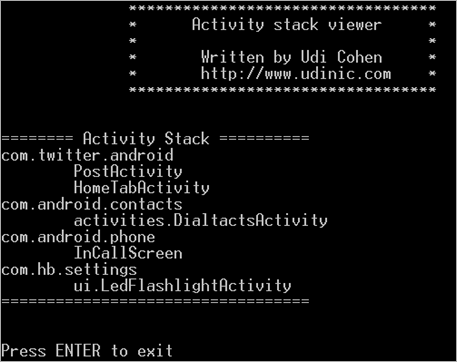 **********************************
* Activity stack viewer *
* *
* Written by Udi Cohen *
* http://www.udinic.com *
**********************************
======== Activity Stack ==========
com.twitter.android
PostActivity
HomeTabActivity
com.android.contacts
activities.DialtactsActivity
com.android.phone
InCallScreen
com.hb.settings
ui.LedFlashlightActivity
==================================
Press ENTER to exit